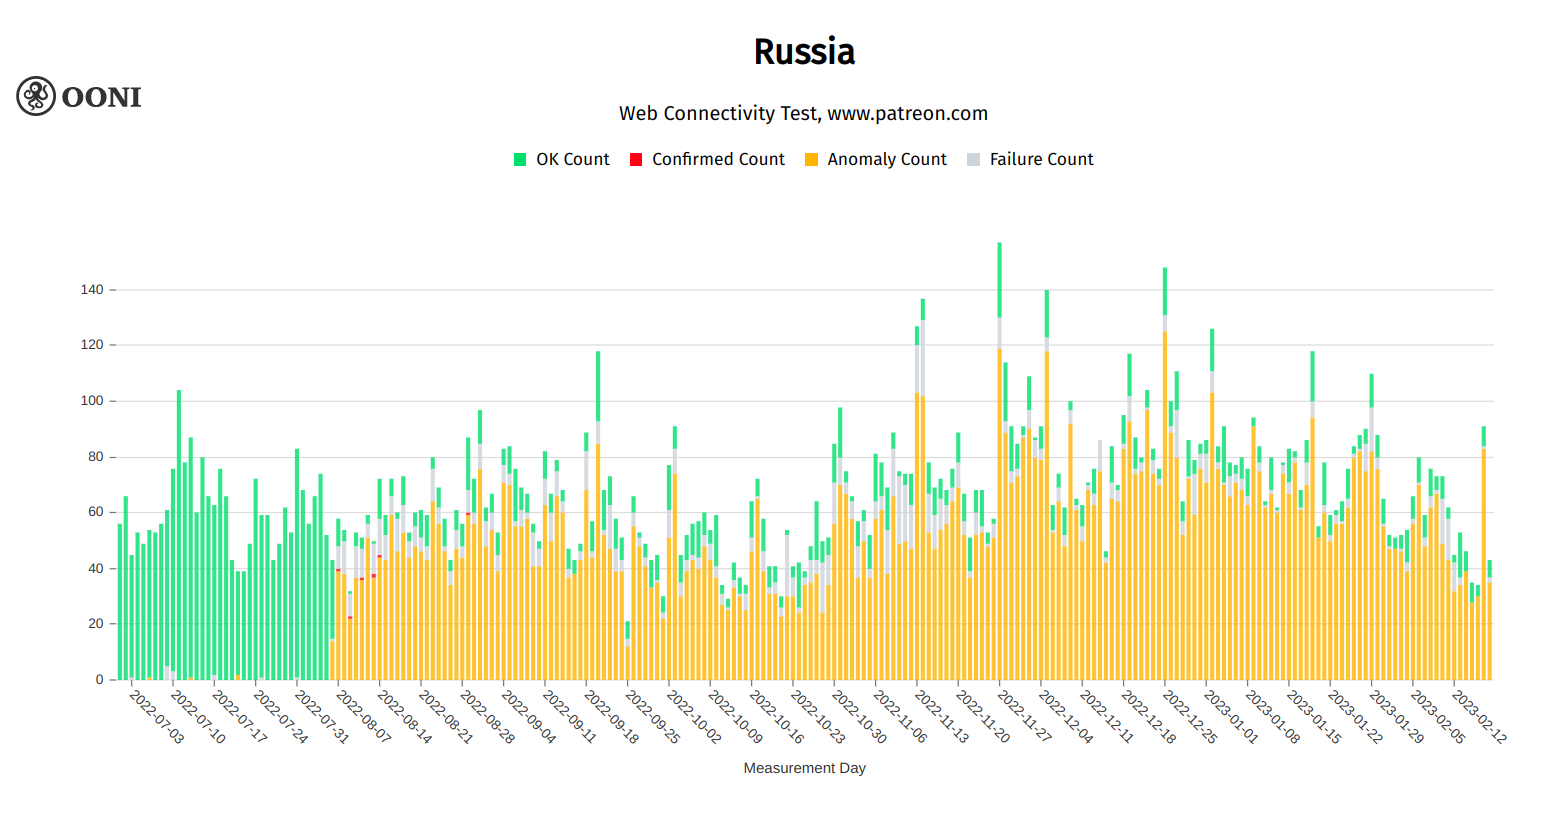 Russia
OONI
Web Connectivity Test, www.patreon.com
OK Count Confirmed Count Anomaly Count Failure Count
140
120
100
80
60
40
20
0
2022-07-03 2022-07-10 2022-07-17 2022-07-24 2022-07-31 2022-08-07 2022-08-14 2022-08-21 2022-08-28 2022-09-04 2022-09-11 2022-09-18 2022-09-25 2022-10-02 2022-10-09 2022-10-16 2022-10-23 2022-10-30 2022-11-06 2022-11-13 2022-11-20 2022-11-27 2022-12-04 2022-12-11 2022-12-18 2022-12-25 2023-01-01 2023-01-08 2023-01-15 2023-01-22 2023-01-29 2023-02-05 2023-02-12
Measurement Day